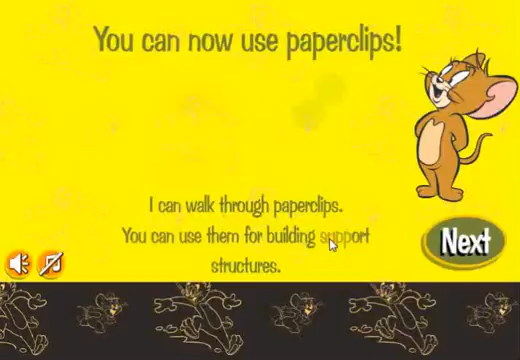 You can now use paperclips!
I can walk through paperclips.
You can use them for building support
structures.
Next